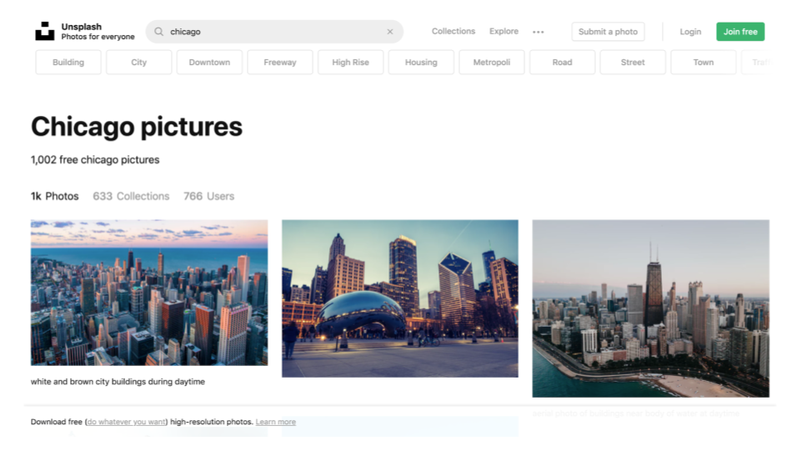 Unsplash
Photos for everyone
chicago
Collections Explore
Submit a photo
Login
Join free
Building City Downtown Freeway High Rise Housing Metropoli Road Street Town
Chicago pictures
1,002 free chicago pictures
1k Photos 633 Collections 766 Users
white and brown city buildings during daytime
Download free (do whatever you want) high-resolution photos. Learn more